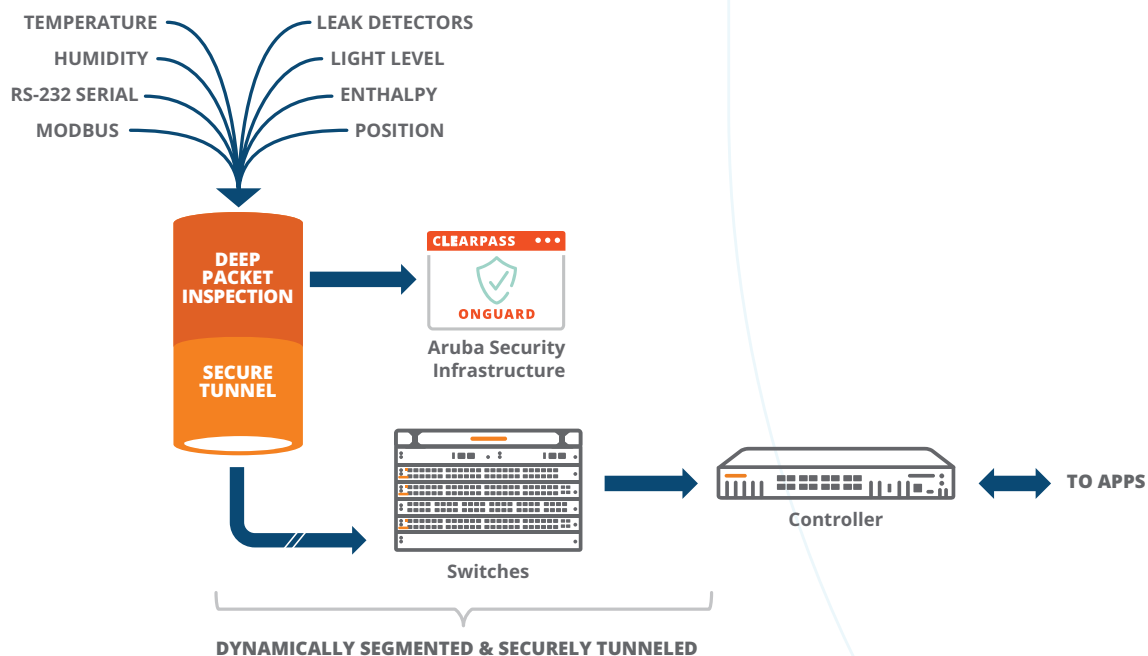 TEMPERATURE
HUMIDITY
RS-232 SERIAL
MODBUS
LEAK DETECTORS
LIGHT LEVEL
ENTHALPY
POSITION
DEEP
PACKET
INSPECTION
SECURE
TUNNEL
CLEARPASS
ONGUARD
Aruba Security
Infrastructure
Switches
Controller
TO APPS
DYNAMICALLY SEGMENTED & SECURELY TUNNELED